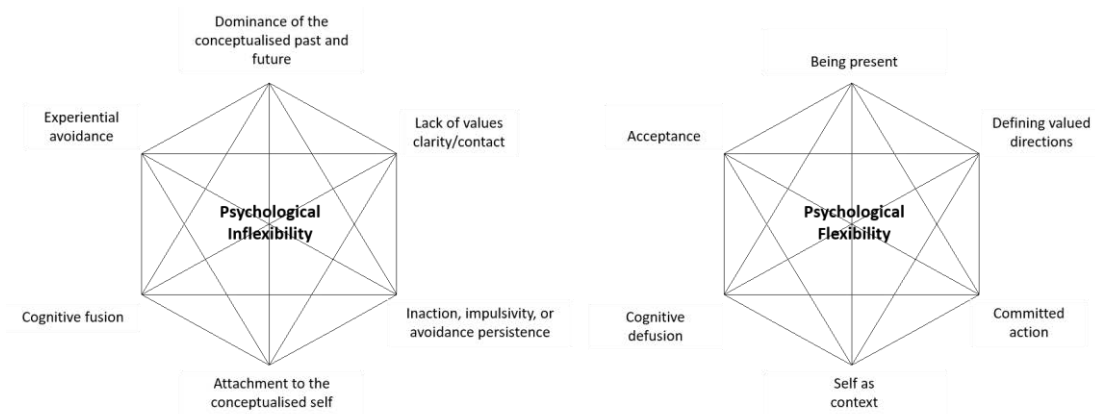 Dominance of the
conceptualised past and
future
Experiential
avoidance
Lack of values
clarity/contact
Psychological
Inflexibility
Cognitive fusion
Inaction, impulsivity, or
avoidance persistence
Attachment to the
conceptualised self
Being present
Acceptance
Defining valued
directions
Psychological
Flexibility
Cognitive
defusion
Committed
action
Self as
context